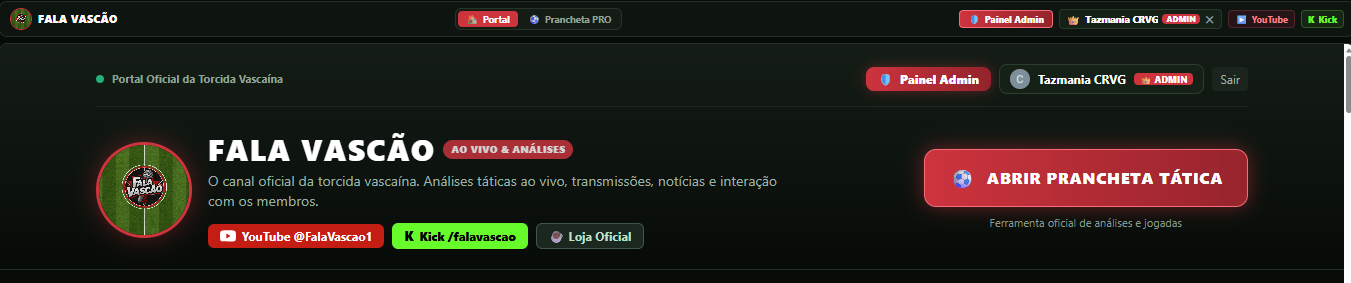 FALA VASCÃO
Portal
Prancheta PRO
Painel Admin
Tazmania CRVG ADMIN ✕
YouTube
K Kick
Portal Oficial da Torcida Vascaína
Painel Admin
C Tazmania CRVG ADMIN
Sair
FALA VASCÃO
FALA VASCÃO AO VIVO & ANÁLISES
O canal oficial da torcida vascaína. Análises táticas ao vivo, transmissões, notícias e interação
com os membros.
YouTube @FalaVascao1
K Kick /falavascao
Loja Oficial
ABRIR PRANCHETA TÁTICA
Ferramenta oficial de análises e jogadas